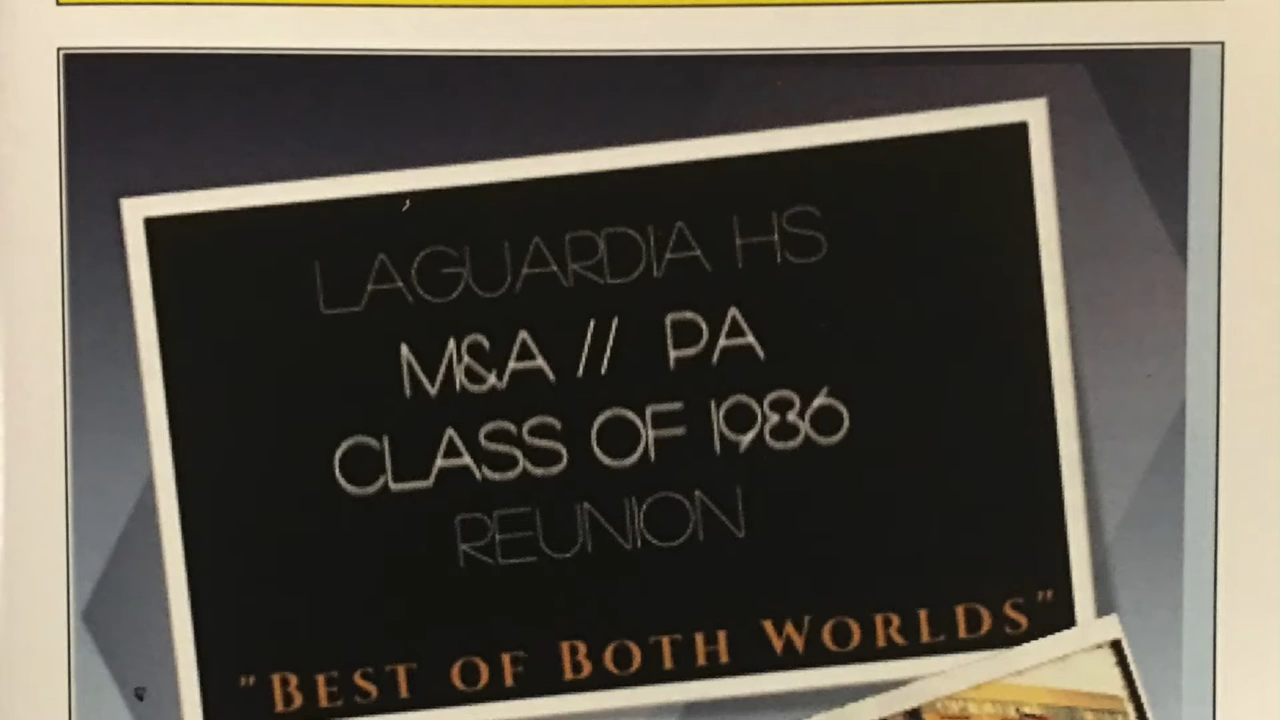 LAGUARDIA HS
M&A // PA
CLASS OF 1986
REUNION
"BEST OF BOTH WORLDS"